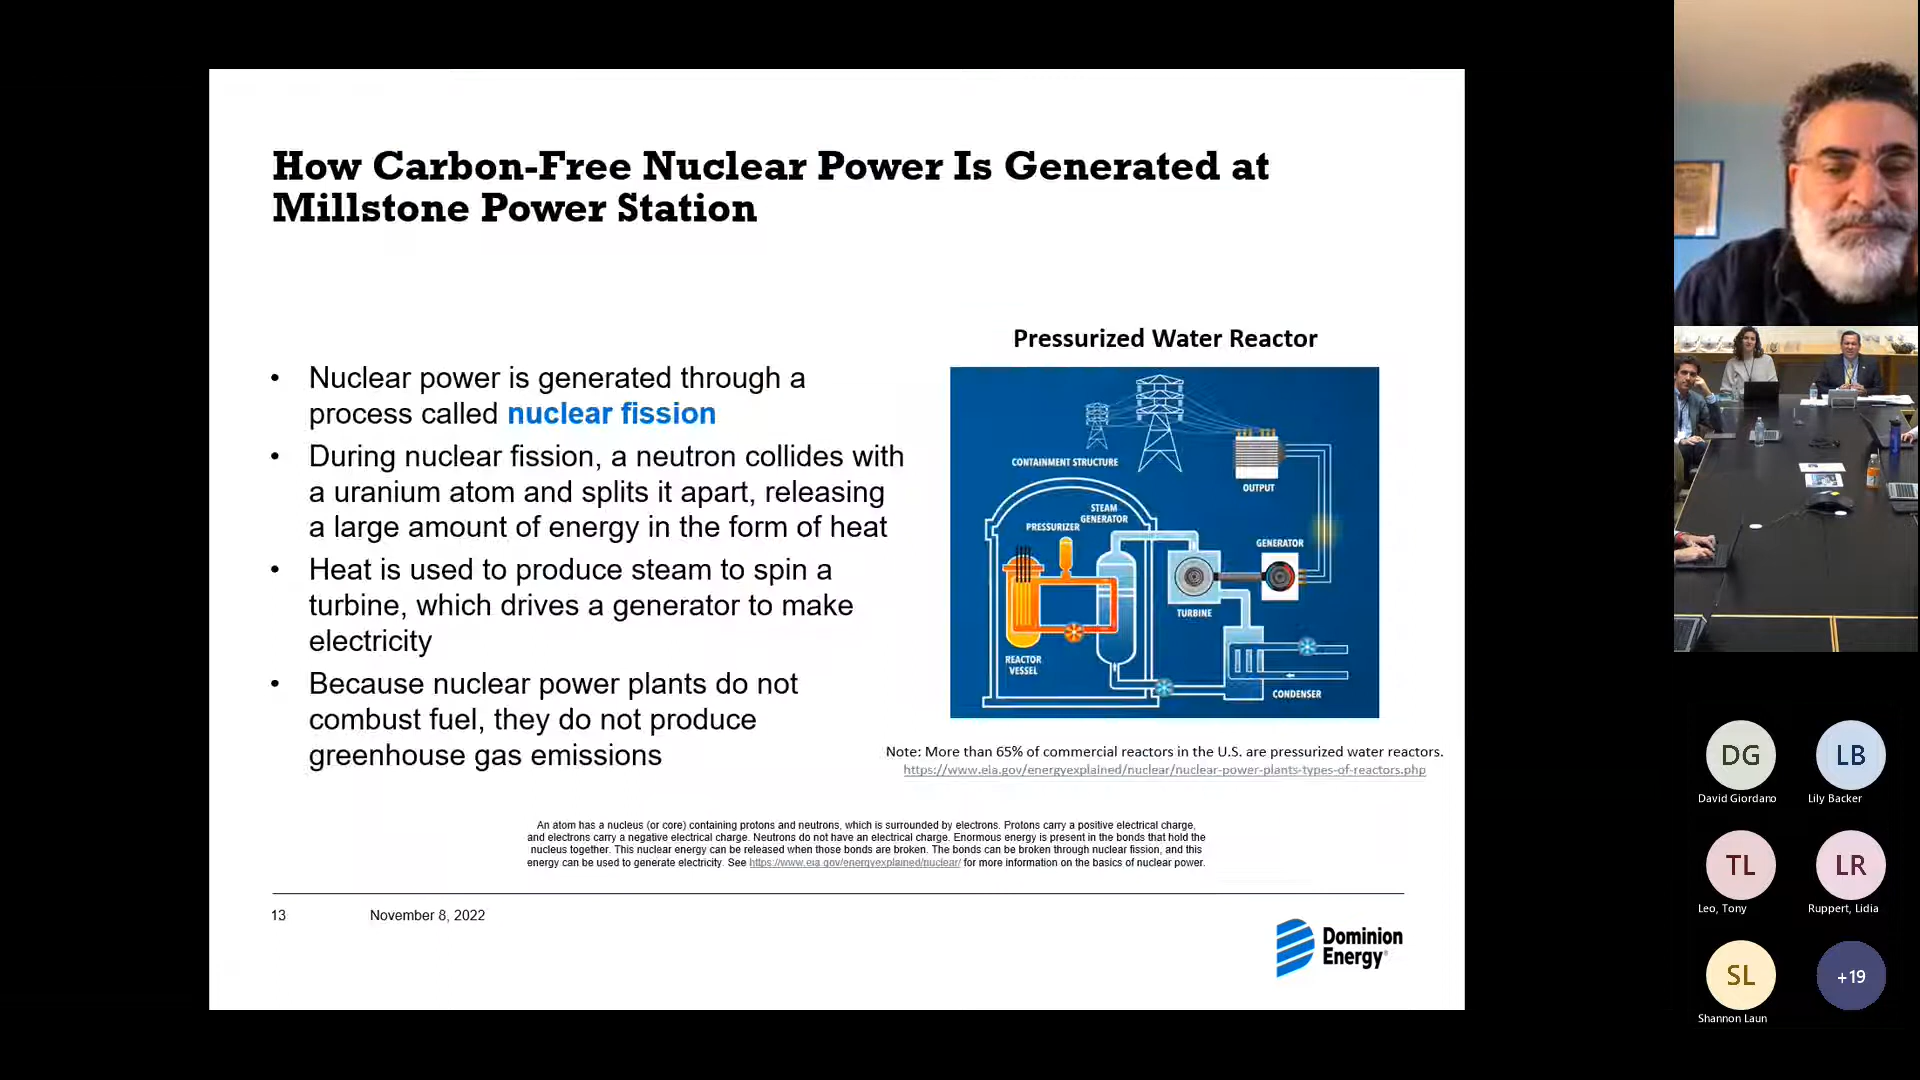 How Carbon-Free Nuclear Power Is Generated at
Millstone Power Station
• Nuclear power is generated through a
process called nuclear fission
• During nuclear fission, a neutron collides with
a uranium atom and splits it apart, releasing
a large amount of energy in the form of heat
• Heat is used to produce steam to spin a
turbine, which drives a generator to make
electricity
• Because nuclear power plants do not
combust fuel, they do not produce
greenhouse gas emissions
Pressurized Water Reactor
CONTAINMENT STRUCTURE
OUTPUT
STEAM
GENERATOR
PRESSURIZER
GENERATOR
TURBINE
REACTOR
VESSEL
CONDENSER
Note: More than 65% of commercial reactors in the U.S. are pressurized water reactors.
https://www.eia.gov/energyexplained/nuclear/nuclear-power-plants-types-of-reactors.php
An atom has a nucleus (or core) containing protons and neutrons, which is surrounded by electrons. Protons carry a positive electrical charge,
and electrons carry a negative electrical charge. Neutrons do not have an electrical charge. Enormous energy is present in the bonds that hold the
nucleus together. This nuclear energy can be released when those bonds are broken. The bonds can be broken through nuclear fission, and this
energy can be used to generate electricity. See https://www.eia.gov/energyexplained/nuclear/ for more information on the basics of nuclear power.
13
November 8, 2022
Dominion
Energy®
DG
David Giordano
LB
Lily Backer
TL
Leo, Tony
LR
Ruppert, Lidia
SL
Shannon Laun
+19